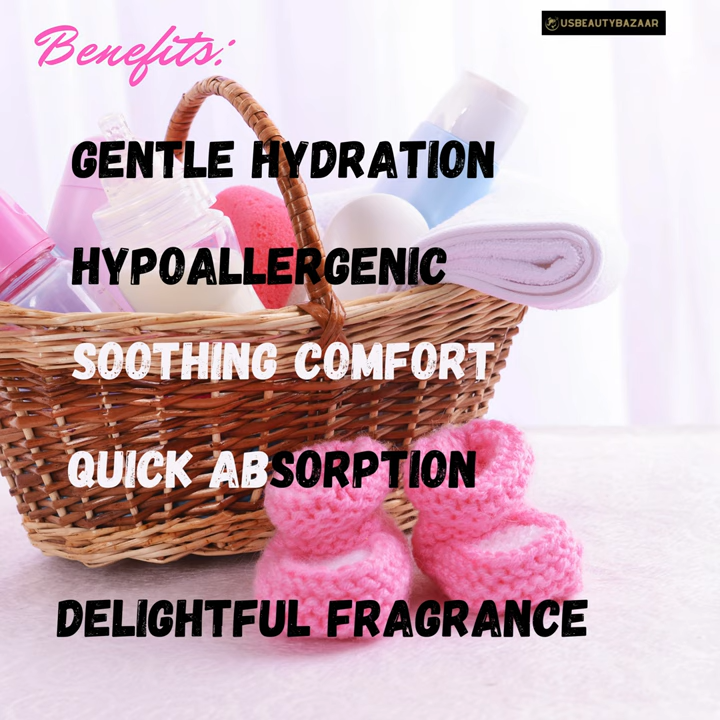 Benefits:
USBEAUTYBAZAAR
GENTLE HYDRATION
HYPOALLERGENIC
SOOTHING COMFORT
QUICK ABSORPTION
DELIGHTFUL FRAGRANCE